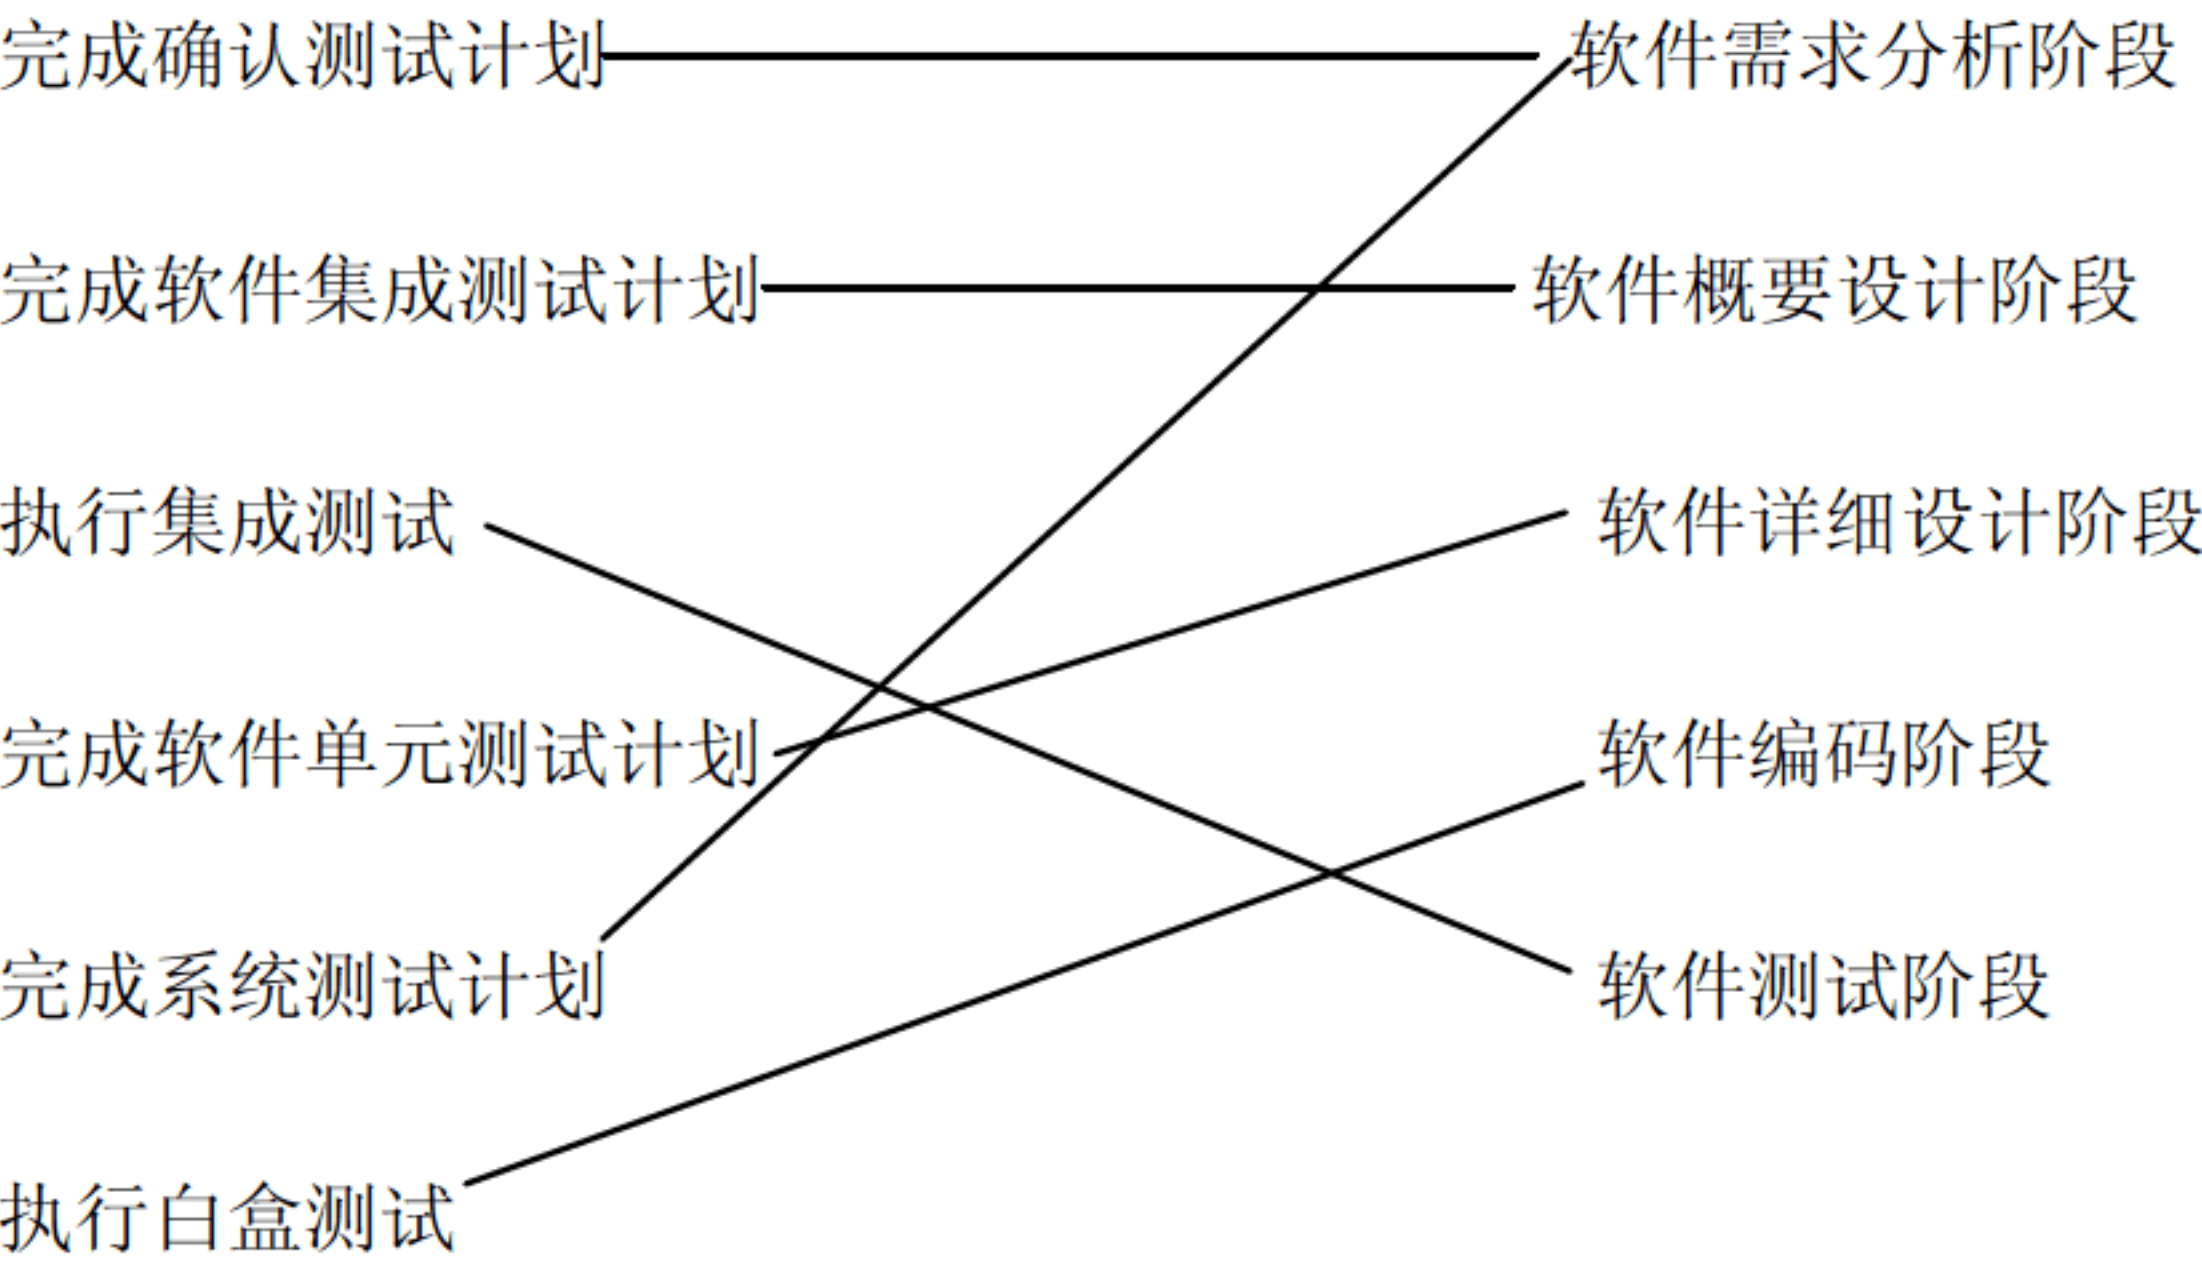 完成确认测试计划 软件需求分析阶段
完成软件集成测试计划 软件概要设计阶段
执行集成测试 软件详细设计阶段
完成软件单元测试计划 软件编码阶段
完成系统测试计划 软件测试阶段
执行白盒测试